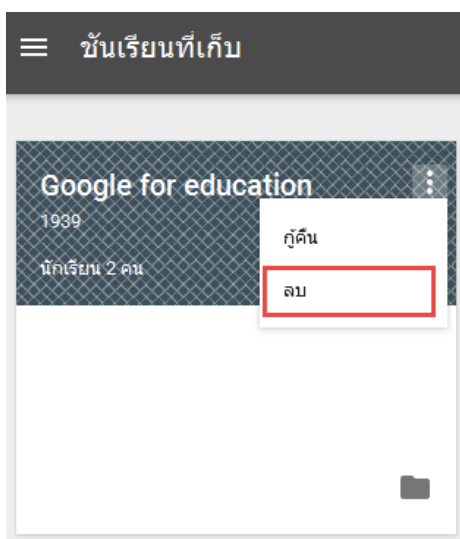 ชันเรียนที่เก็บ
Google for education
1939
นักเรียน 2 คน
กู้คืน
ลบ